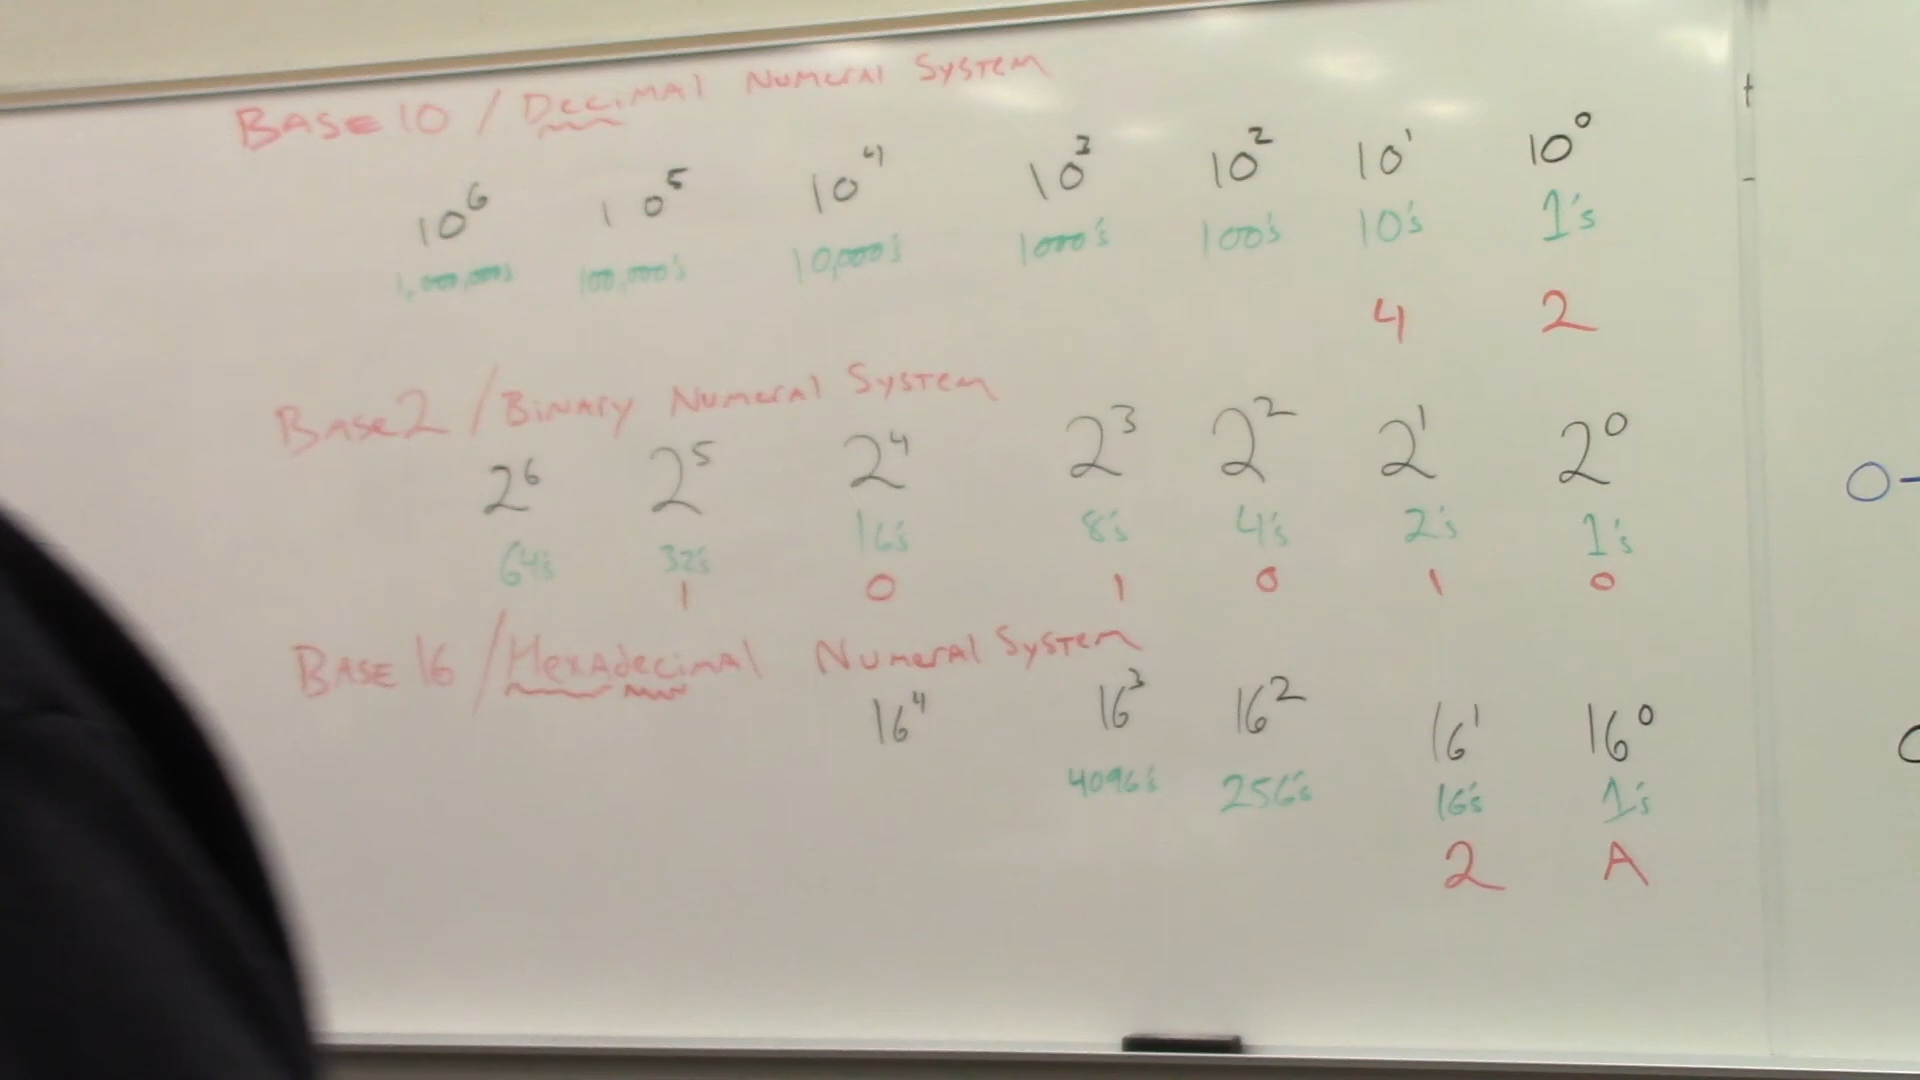 BASE 10 / Decimal Numeral System
10⁶ 10⁵ 10⁴ 10³ 10² 10¹ 10⁰
1,000,000's 100,000's 10,000's 1000's 100's 10's 1's
4 2
Base 2 / Binary Numeral System
2⁶ 2⁵ 2⁴ 2³ 2² 2¹ 2⁰
64's 32's 16's 8's 4's 2's 1's
1 0 1 0 1 0
BASE 16 / Hexadecimal Numeral System
16⁴ 16³ 16² 16¹ 16⁰
4096's 256's 16's 1's
2 A